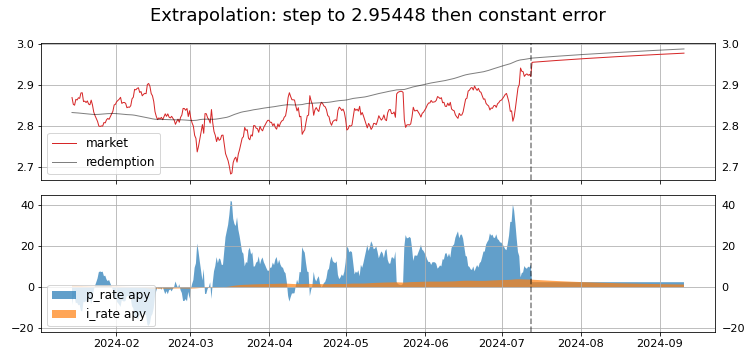 Extrapolation: step to 2.95448 then constant error
3.0 3.0
2.9 2.9
2.8 2.8
2.7 2.7
market
redemption
40 40
20 20
0 0
−20 −20
p_rate apy
i_rate apy
2024-02 2024-03 2024-04 2024-05 2024-06 2024-07 2024-08 2024-09